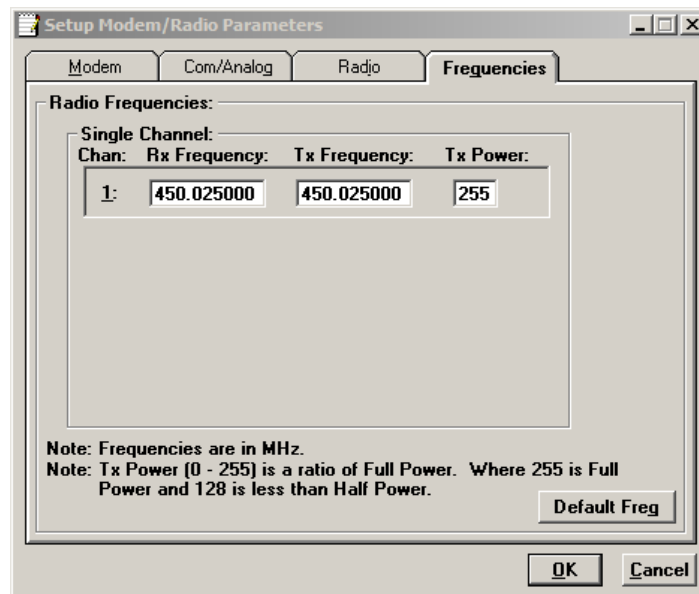 Setup Modem/Radio Parameters
Modem Com/Analog Radio Frequencies
Radio Frequencies:
Single Channel:
Chan: Rx Frequency: Tx Frequency: Tx Power:
1: 450.025000 450.025000 255
Note: Frequencies are in MHz.
Note: Tx Power (0 - 255) is a ratio of Full Power. Where 255 is Full
Power and 128 is less than Half Power.
Default Freq
OK Cancel